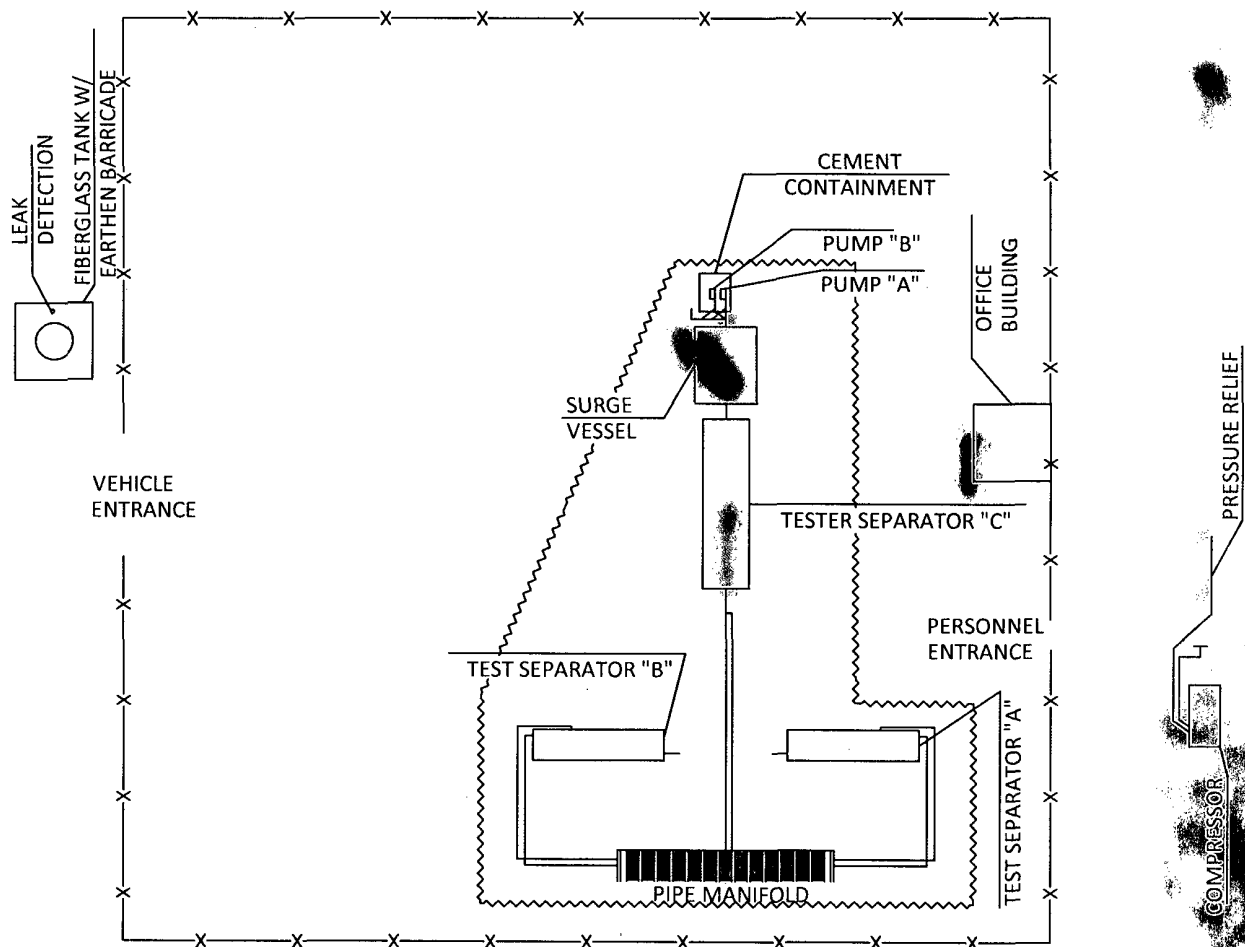 LEAK
DETECTION
FIBERGLASS TANK W/
EARTHEN BARRICADE
CEMENT
CONTAINMENT
PUMP "B"
PUMP "A"
OFFICE
BUILDING
SURGE
VESSEL
PRESSURE RELIEF
VEHICLE
ENTRANCE
TESTER SEPARATOR "C"
PERSONNEL
ENTRANCE
TEST SEPARATOR "B"
TEST SEPARATOR "A"
COMPRESSOR
PIPE MANIFOLD